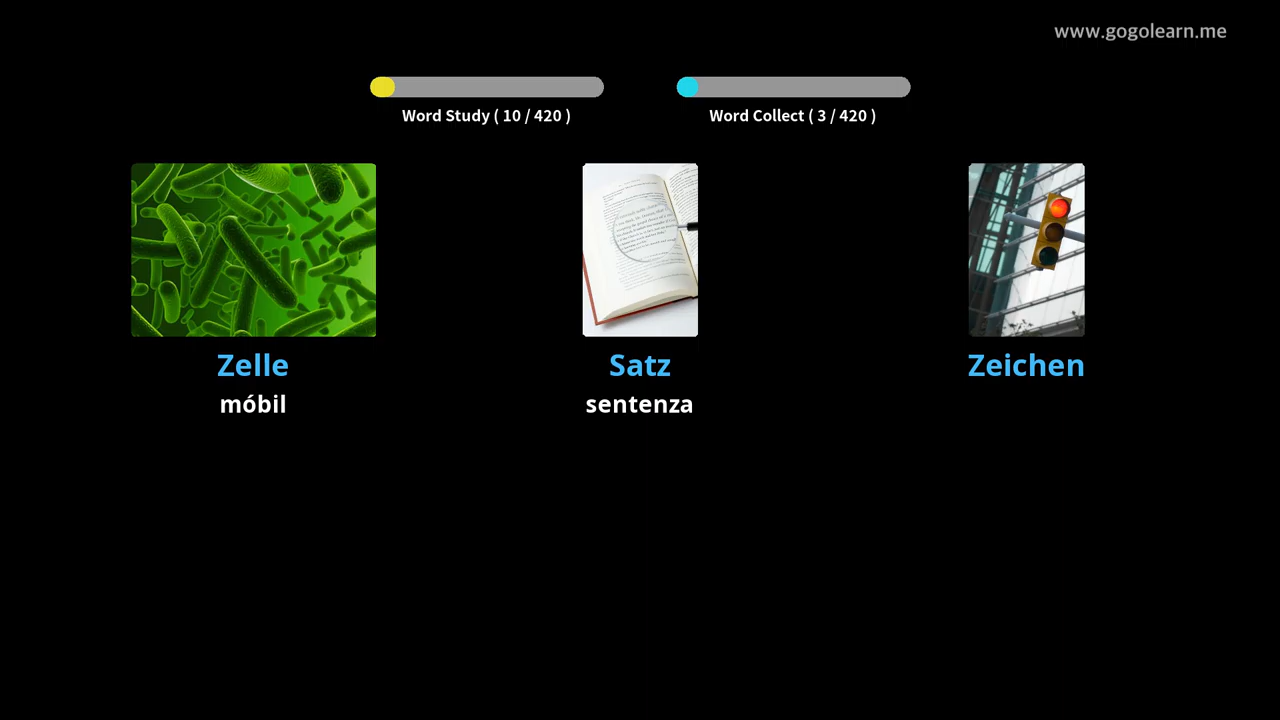 www.gogolearn.me
Word Study ( 10 / 420 )
Word Collect ( 3 / 420 )
Zelle
Satz
Zeichen
móbil
sentenza